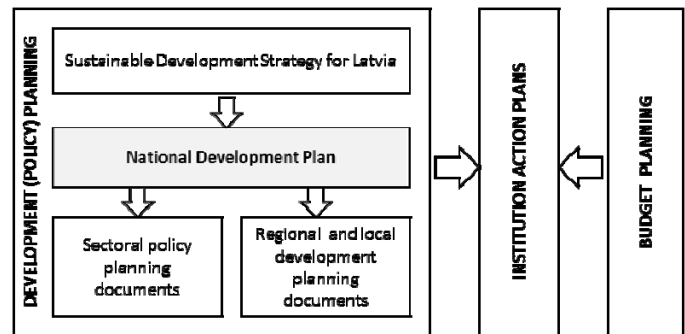 DEVELOPMENT (POLICY) PLANNING
Sustainable Development Strategy for Latvia
National Development Plan
Sectoral policy
planning
documents
Regional and local
development
planning
documents
INSTITUTION ACTION PLANS
BUDGET PLANNING